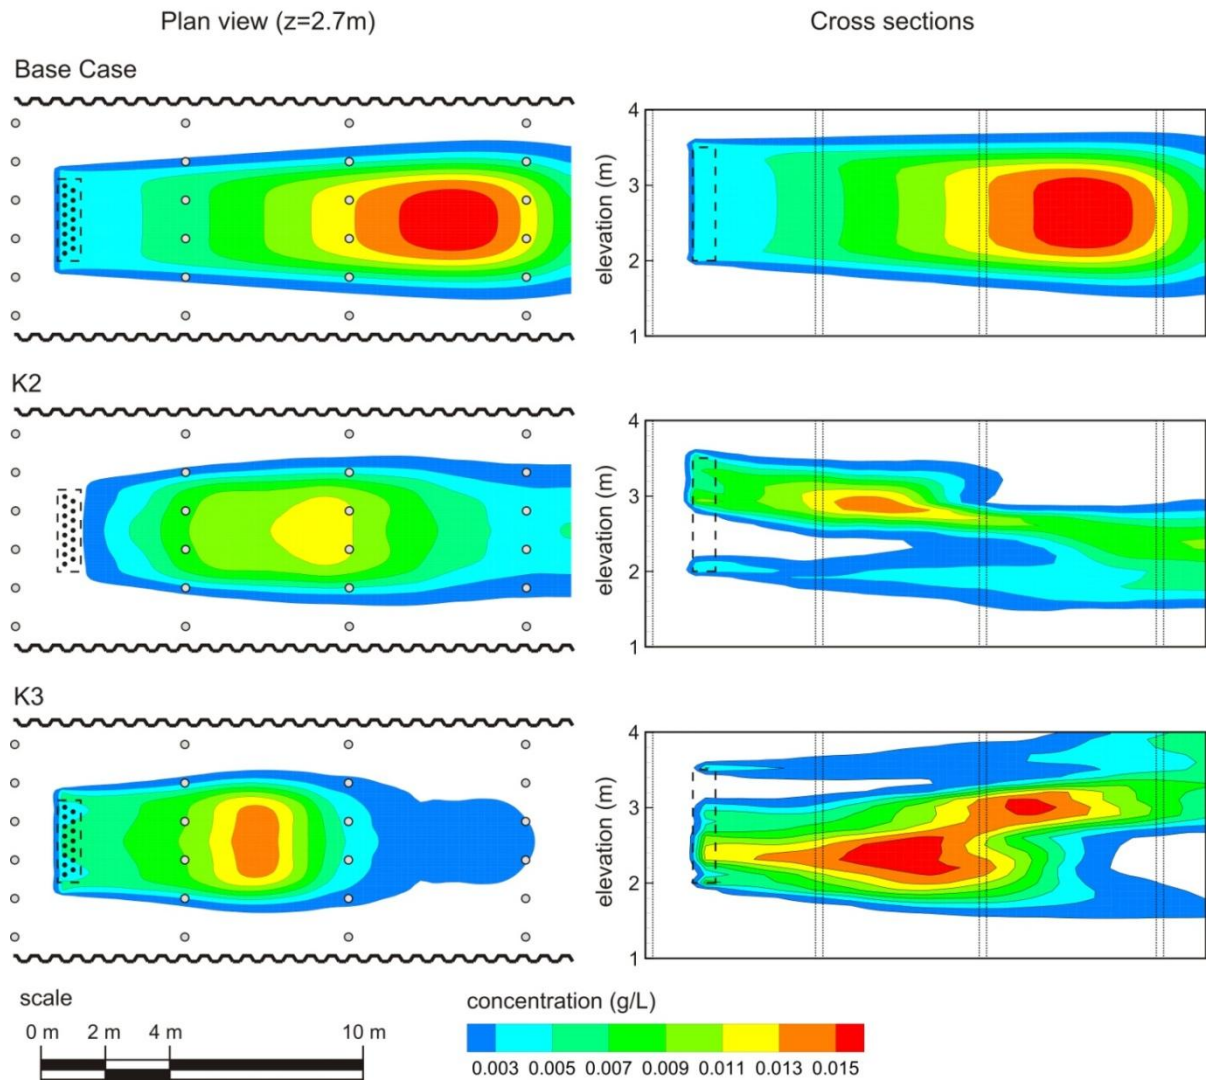 Plan view (z=2.7m)
Cross sections
Base Case
4
3
2
1
elevation (m)
K2
4
3
2
1
elevation (m)
K3
4
3
2
1
elevation (m)
scale
0 m 2 m 4 m 10 m
concentration (g/L)
0.003 0.005 0.007 0.009 0.011 0.013 0.015